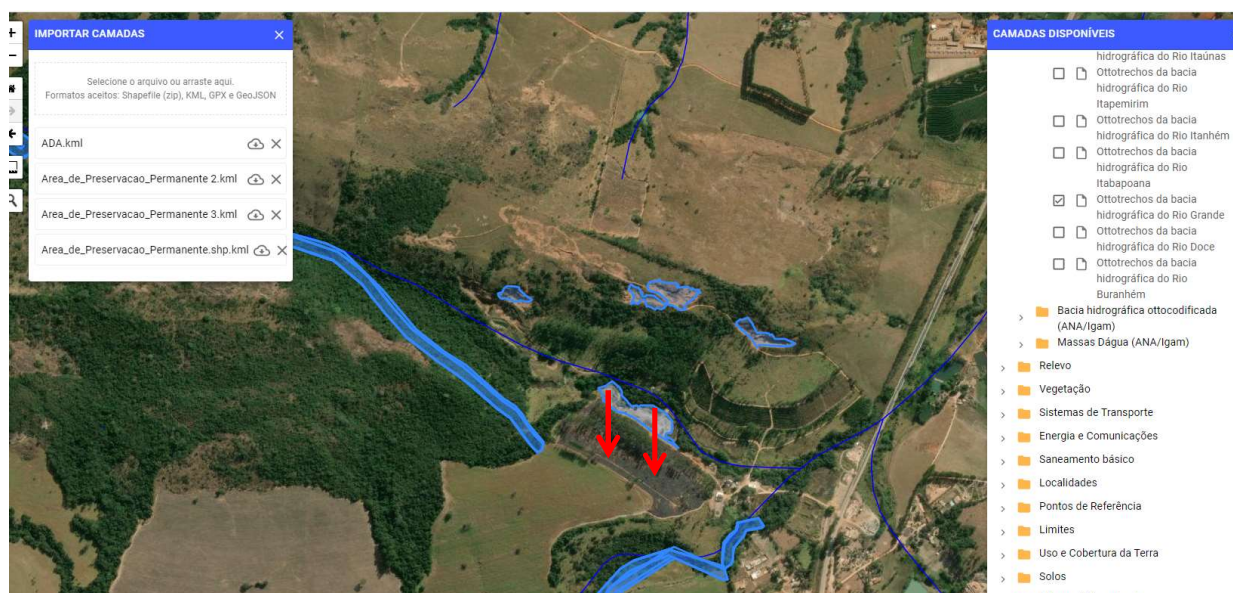 IMPORTAR CAMADAS
Selecione o arquivo ou arraste aqui.
Formatos aceitos: Shapefile (zip), KML, GPX e GeoJSON
ADA.kml
Area_de_Preservacao_Permanente 2.kml
Area_de_Preservacao_Permanente 3.kml
Area_de_Preservacao_Permanente.shp.kml
CAMADAS DISPONÍVEIS
hidrográfica do Rio Itaúnas
Ottotrechos da bacia
hidrográfica do Rio
Itapemirim
Ottotrechos da bacia
hidrográfica do Rio Itanhém
Ottotrechos da bacia
hidrográfica do Rio
Itabapoana
Ottotrechos da bacia
hidrográfica do Rio Grande
Ottotrechos da bacia
hidrográfica do Rio Doce
Ottotrechos da bacia
hidrográfica do Rio
Buranhém
Bacia hidrográfica ottocodificada
(ANA/Igam)
Massas Dágua (ANA/Igam)
Relevo
Vegetação
Sistemas de Transporte
Energia e Comunicações
Saneamento básico
Localidades
Pontos de Referência
Limites
Uso e Cobertura da Terra
Solos